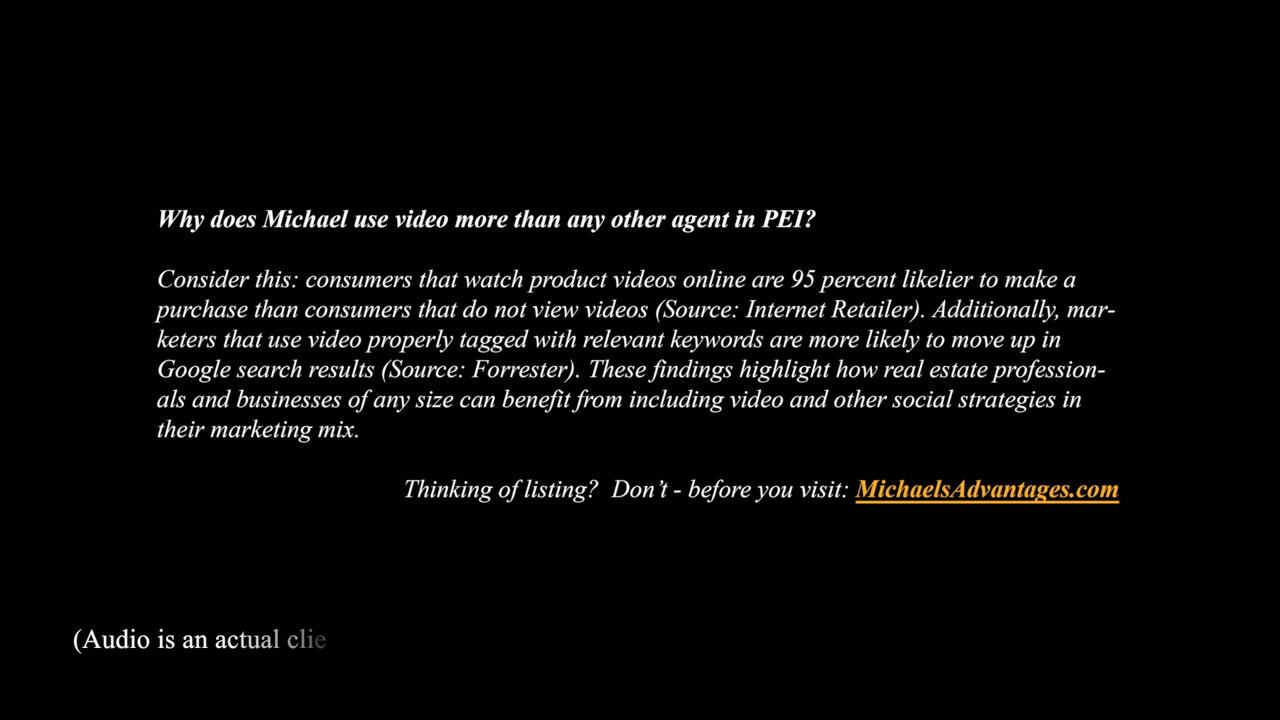 Why does Michael use video more than any other agent in PEI?
Consider this: consumers that watch product videos online are 95 percent likelier to make a
purchase than consumers that do not view videos (Source: Internet Retailer). Additionally, mar-
keters that use video properly tagged with relevant keywords are more likely to move up in
Google search results (Source: Forrester). These findings highlight how real estate profession-
als and businesses of any size can benefit from including video and other social strategies in
their marketing mix.
Thinking of listing?  Don’t - before you visit: MichaelsAdvantages.com
(Audio is an actual clie